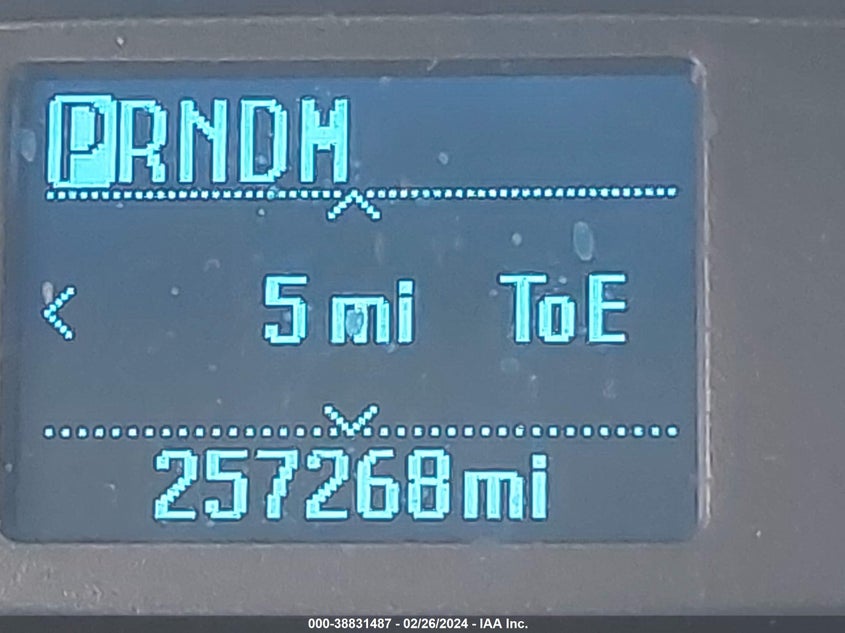 PRNDM
5 mi ToE
257268mi
000-38831487 - 02/26/2024 - IAA Inc.